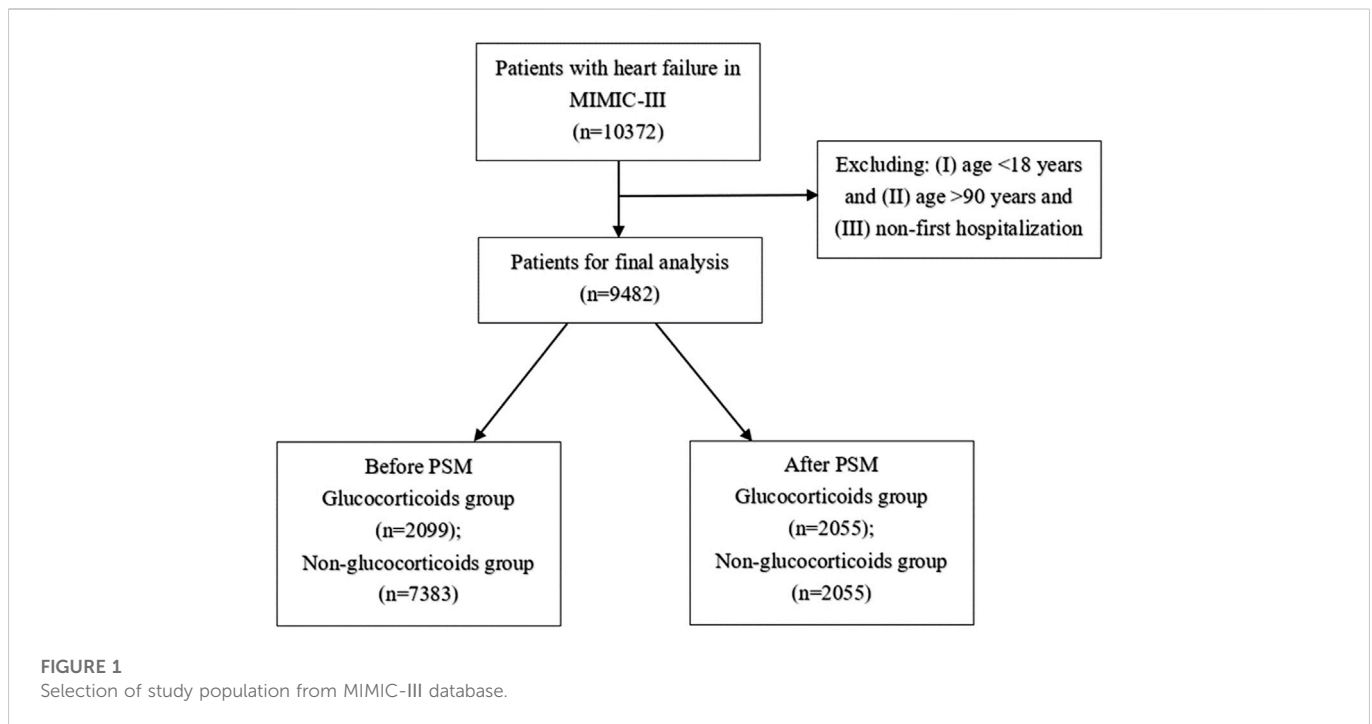 Patients with heart failure in
MIMIC-III
(n=10372)
Excluding: (I) age <18 years
and (II) age >90 years and
(III) non-first hospitalization
Patients for final analysis
(n=9482)
Before PSM
Glucocorticoids group
(n=2099);
Non-glucocorticoids group
(n=7383)
After PSM
Glucocorticoids group
(n=2055);
Non-glucocorticoids group
(n=2055)
FIGURE 1
Selection of study population from MIMIC-III database.